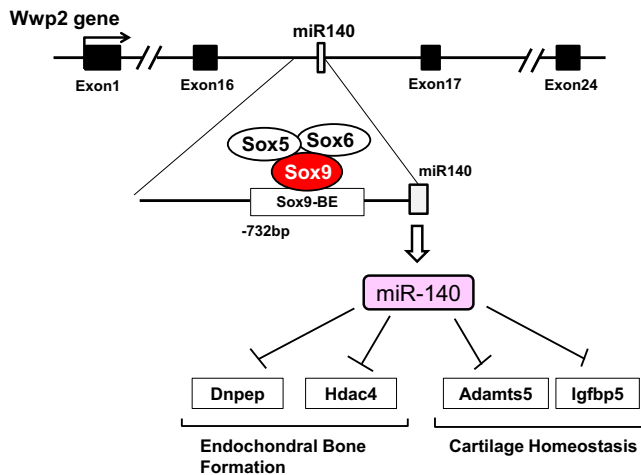 Wwp2 gene
miR140
Exon1
Exon16
Exon17
Exon24
Sox5
Sox6
Sox9
miR140
Sox9-BE
-732bp
miR-140
Dnpep
Hdac4
Adamts5
Igfbp5
Endochondral Bone
Formation
Cartilage Homeostasis